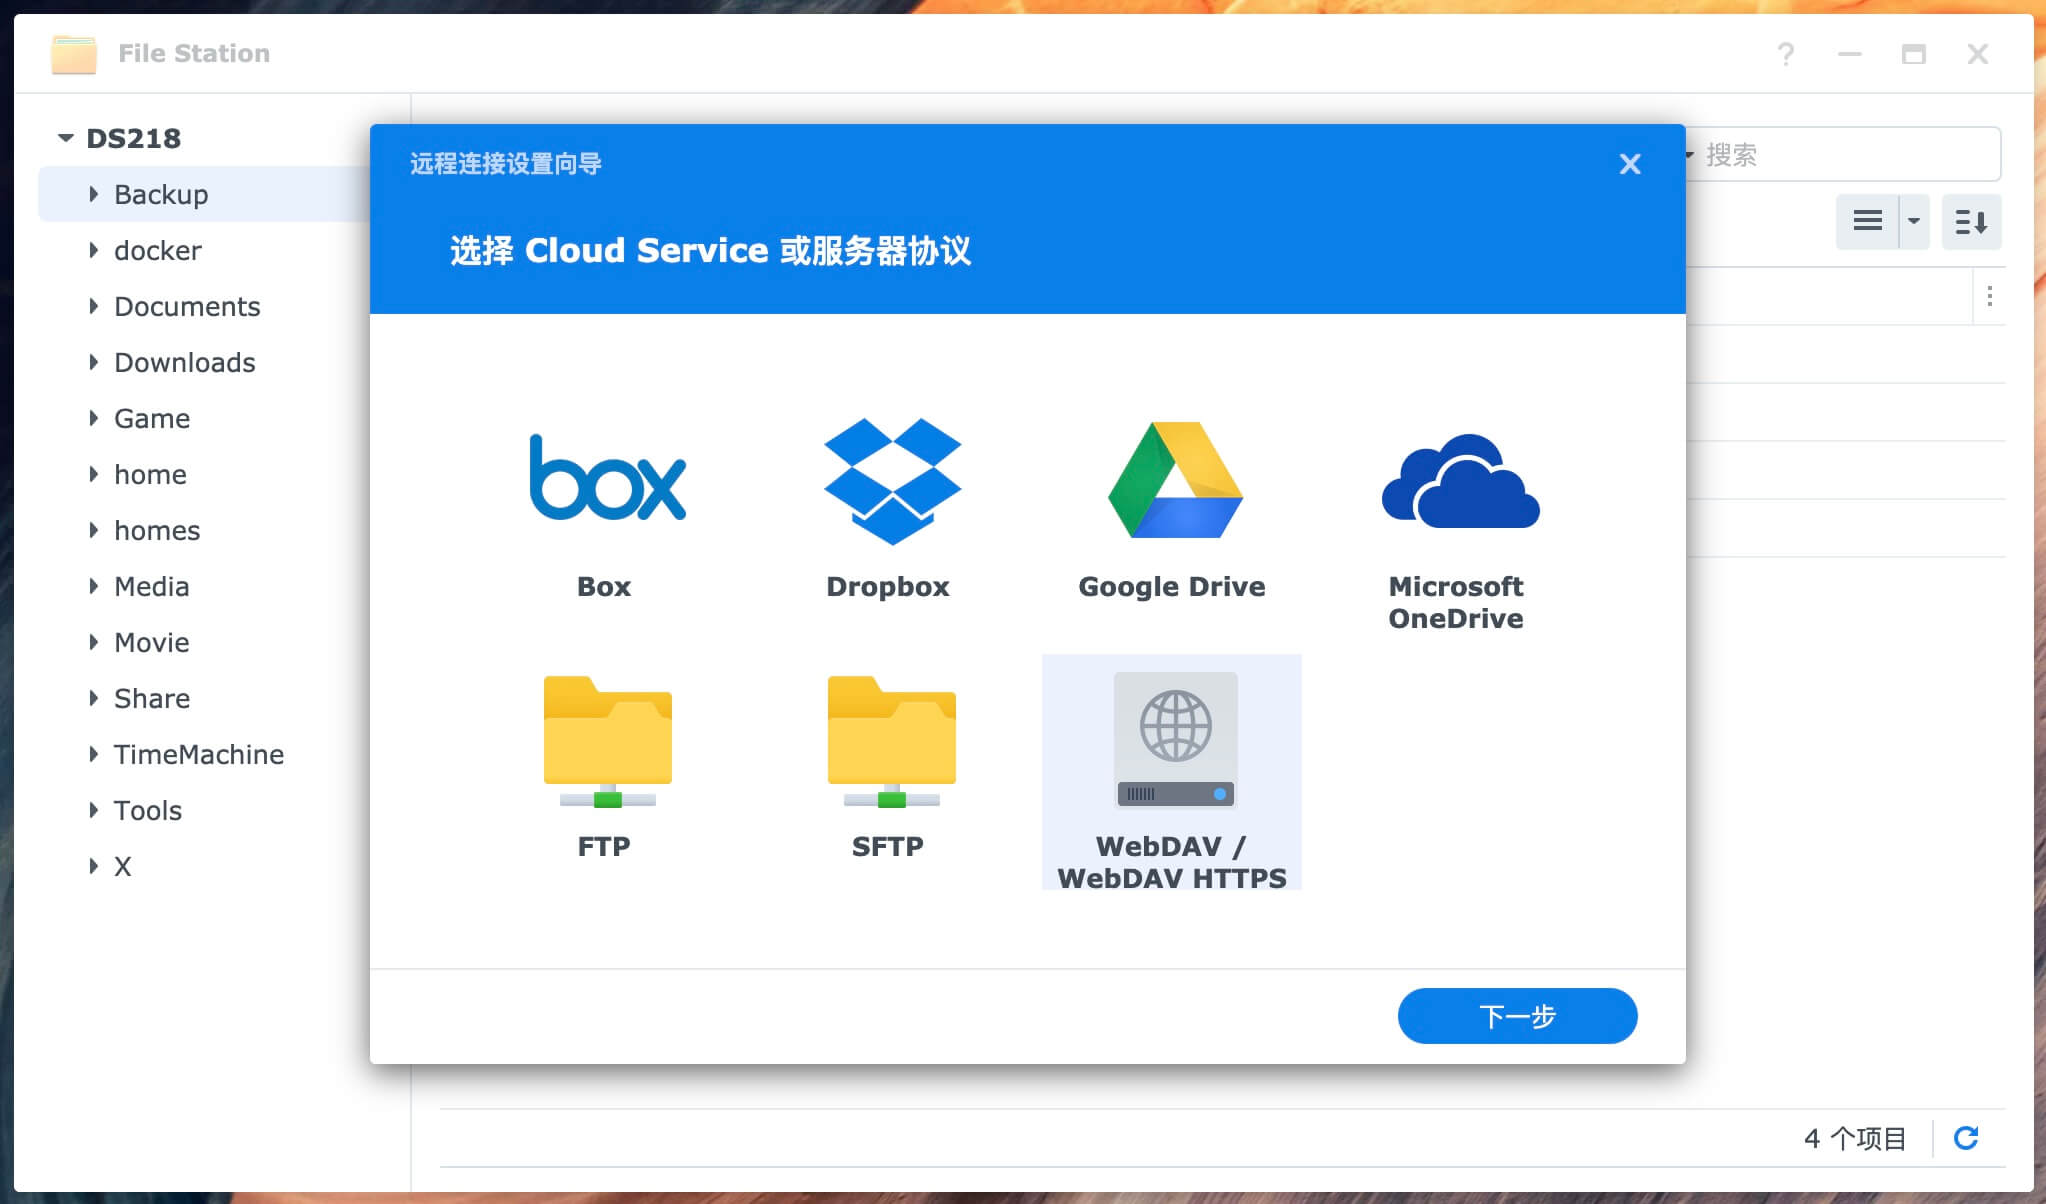 File Station
DS218
Backup
docker
Documents
Downloads
Game
home
homes
Media
Movie
Share
TimeMachine
Tools
X
搜索
4 个项目
远程连接设置向导
选择 Cloud Service 或服务器协议
box
Box
Dropbox
Google Drive
Microsoft
OneDrive
FTP
SFTP
WebDAV /
WebDAV HTTPS
下一步